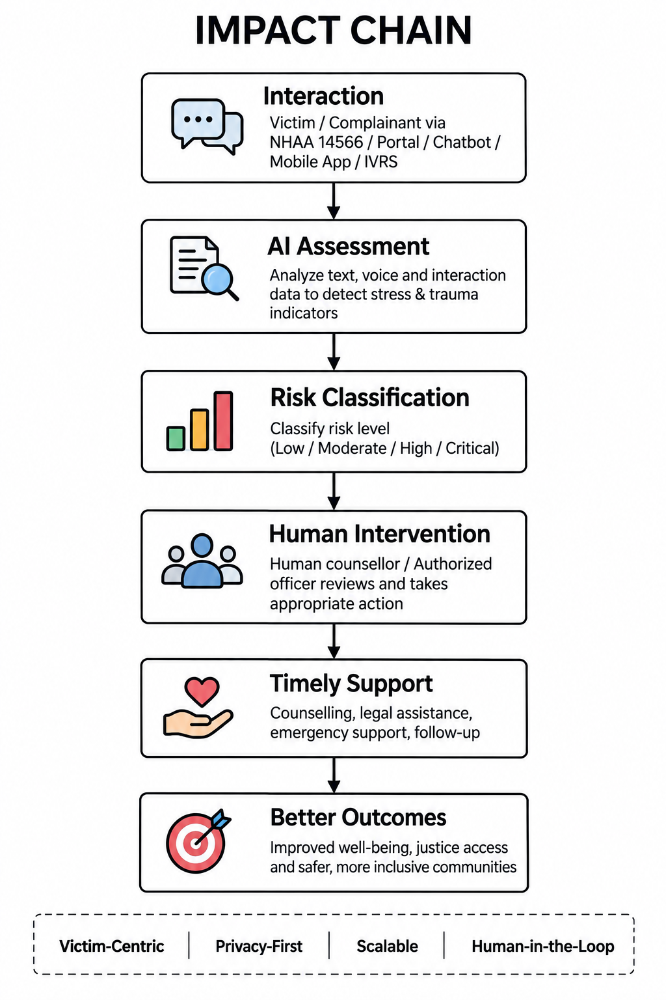 IMPACT CHAIN
Interaction
Victim / Complainant via
NHAA 14566 / Portal / Chatbot /
Mobile App / IVRS
AI Assessment
Analyze text, voice and interaction
data to detect stress & trauma
indicators
Risk Classification
Classify risk level
(Low / Moderate / High / Critical)
Human Intervention
Human counsellor / Authorized
officer reviews and takes
appropriate action
Timely Support
Counselling, legal assistance,
emergency support, follow-up
Better Outcomes
Improved well-being, justice access
and safer, more inclusive communities
Victim-Centric | Privacy-First | Scalable | Human-in-the-Loop